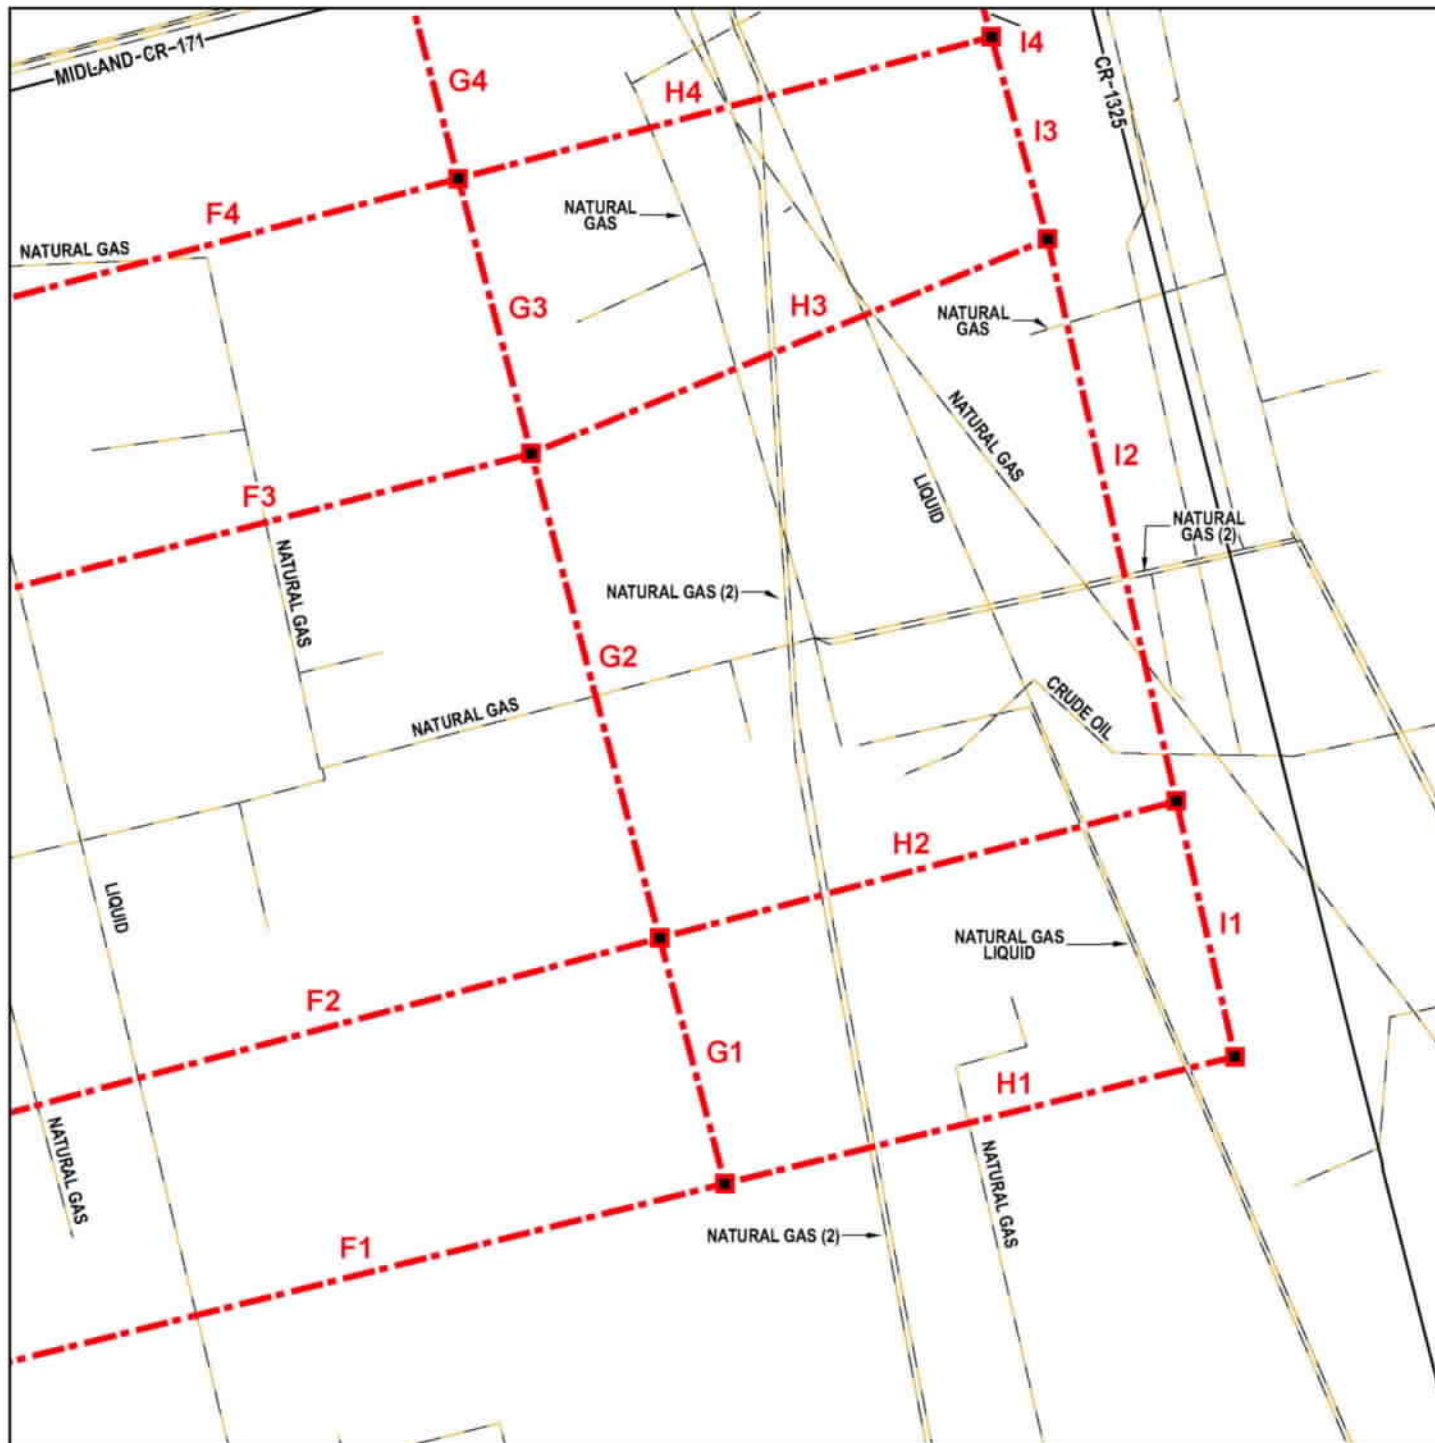 MIDLAND-CR-171
G4
H4
I4
I3
CR-1325
F4
NATURAL GAS
NATURAL
GAS
G3
H3
NATURAL
GAS
NATURAL GAS
I2
F3
LIQUID
NATURAL
GAS (2)
NATURAL GAS
NATURAL GAS (2)
G2
NATURAL GAS
CRUDE OIL
H2
LIQUID
I1
NATURAL GAS
LIQUID
F2
G1
H1
NATURAL GAS
NATURAL GAS
F1
NATURAL GAS (2)